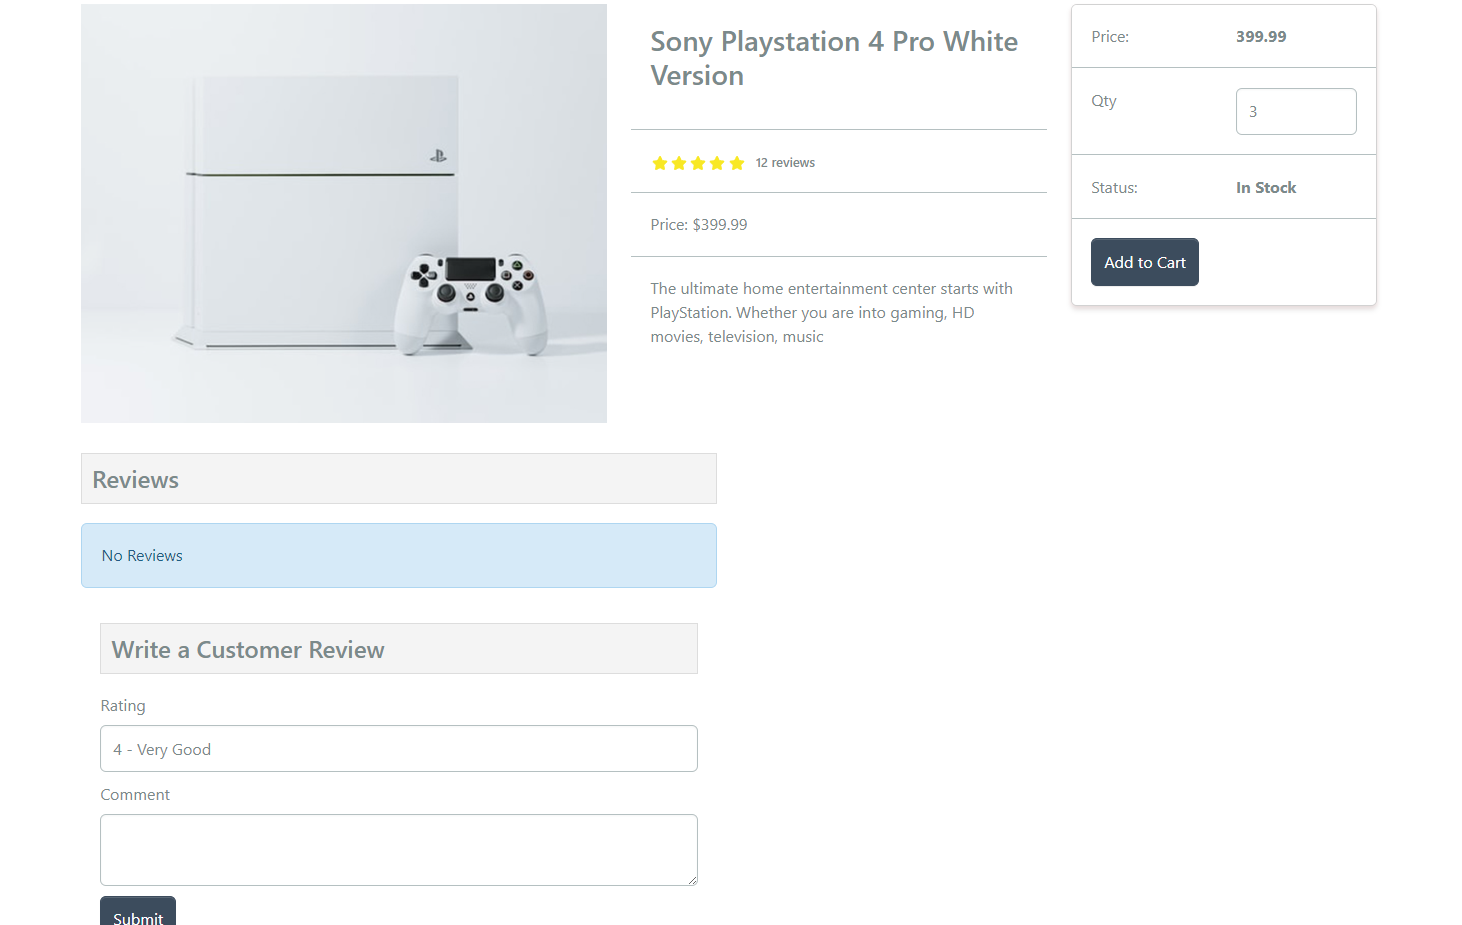 Sony Playstation 4 Pro White
Version
12 reviews
Price: $399.99
The ultimate home entertainment center starts with
PlayStation. Whether you are into gaming, HD
movies, television, music
Price: 399.99
Qty 3
Status: In Stock
Add to Cart
Reviews
No Reviews
Write a Customer Review
Rating
4 - Very Good
Comment
Submit